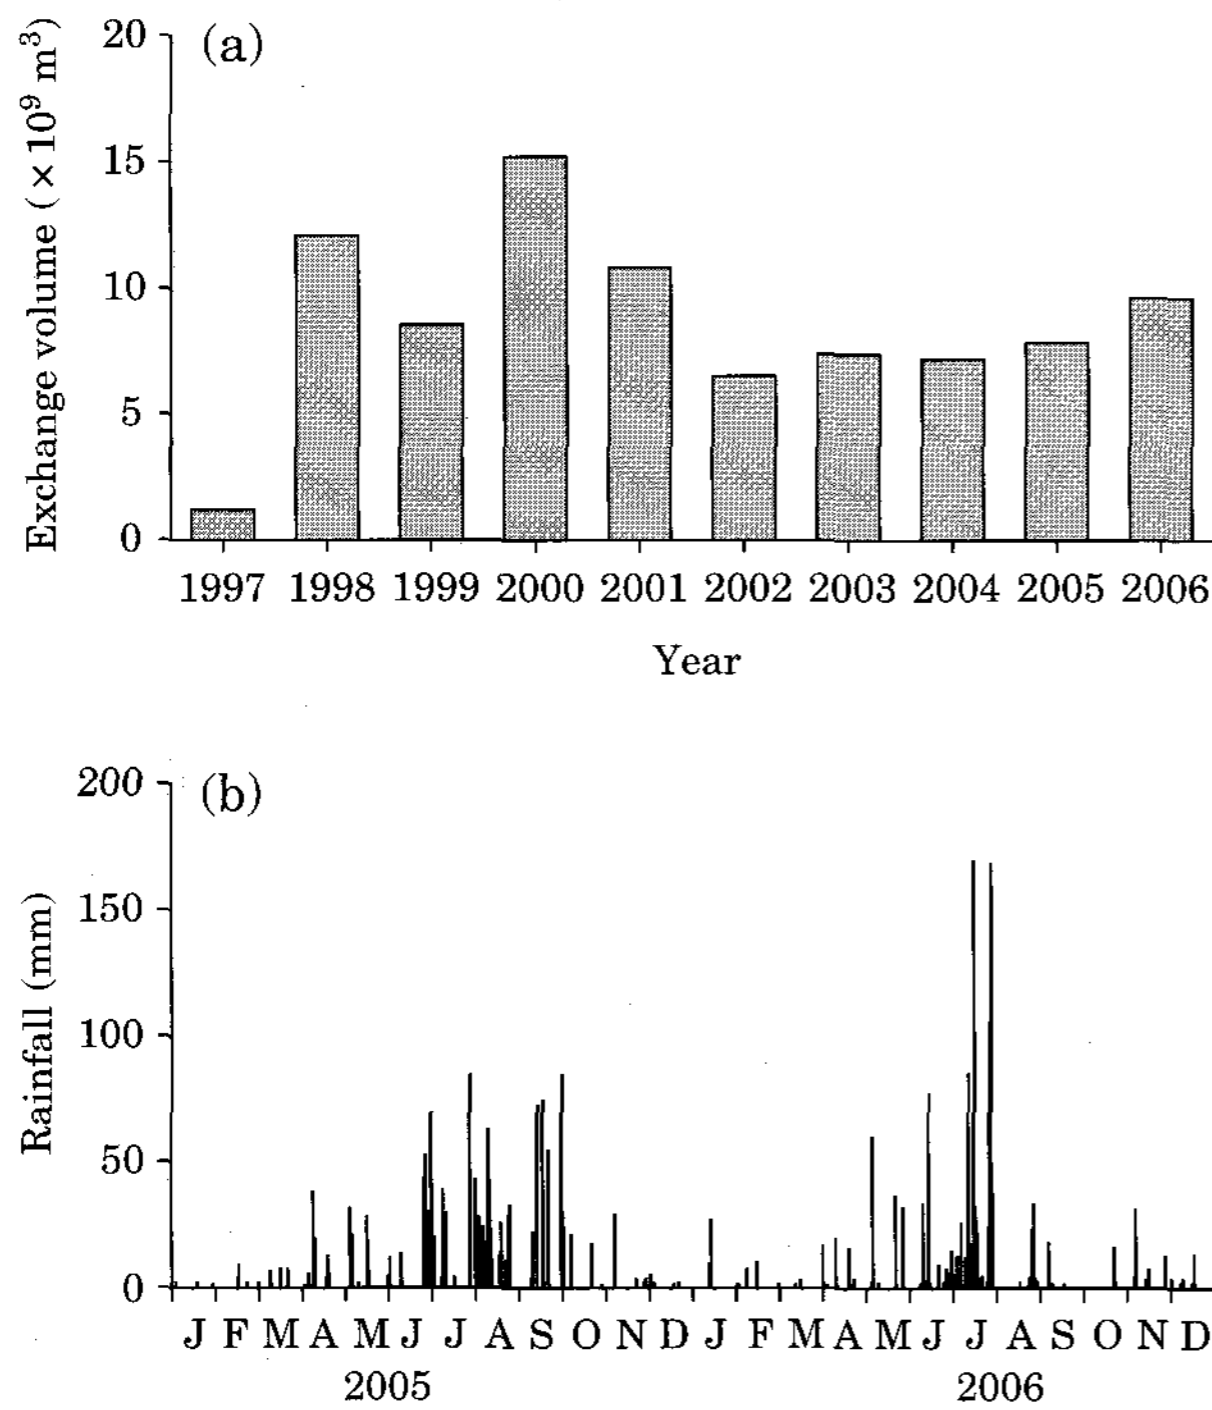 (a)
Exchange volume (×10⁹ m³)
20
15
10
5
0
1997 1998 1999 2000 2001 2002 2003 2004 2005 2006
Year
(b)
Rainfall (mm)
200
150
100
50
0
J F M A M J J A S O N D J F M A M J J A S O N D
2005 2006